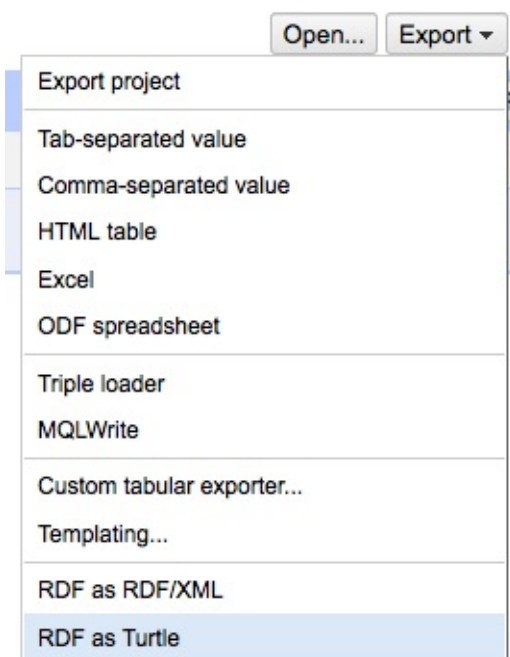 Open... Export
Export project
Tab-separated value
Comma-separated value
HTML table
Excel
ODF spreadsheet
Triple loader
MQLWrite
Custom tabular exporter...
Templating...
RDF as RDF/XML
RDF as Turtle